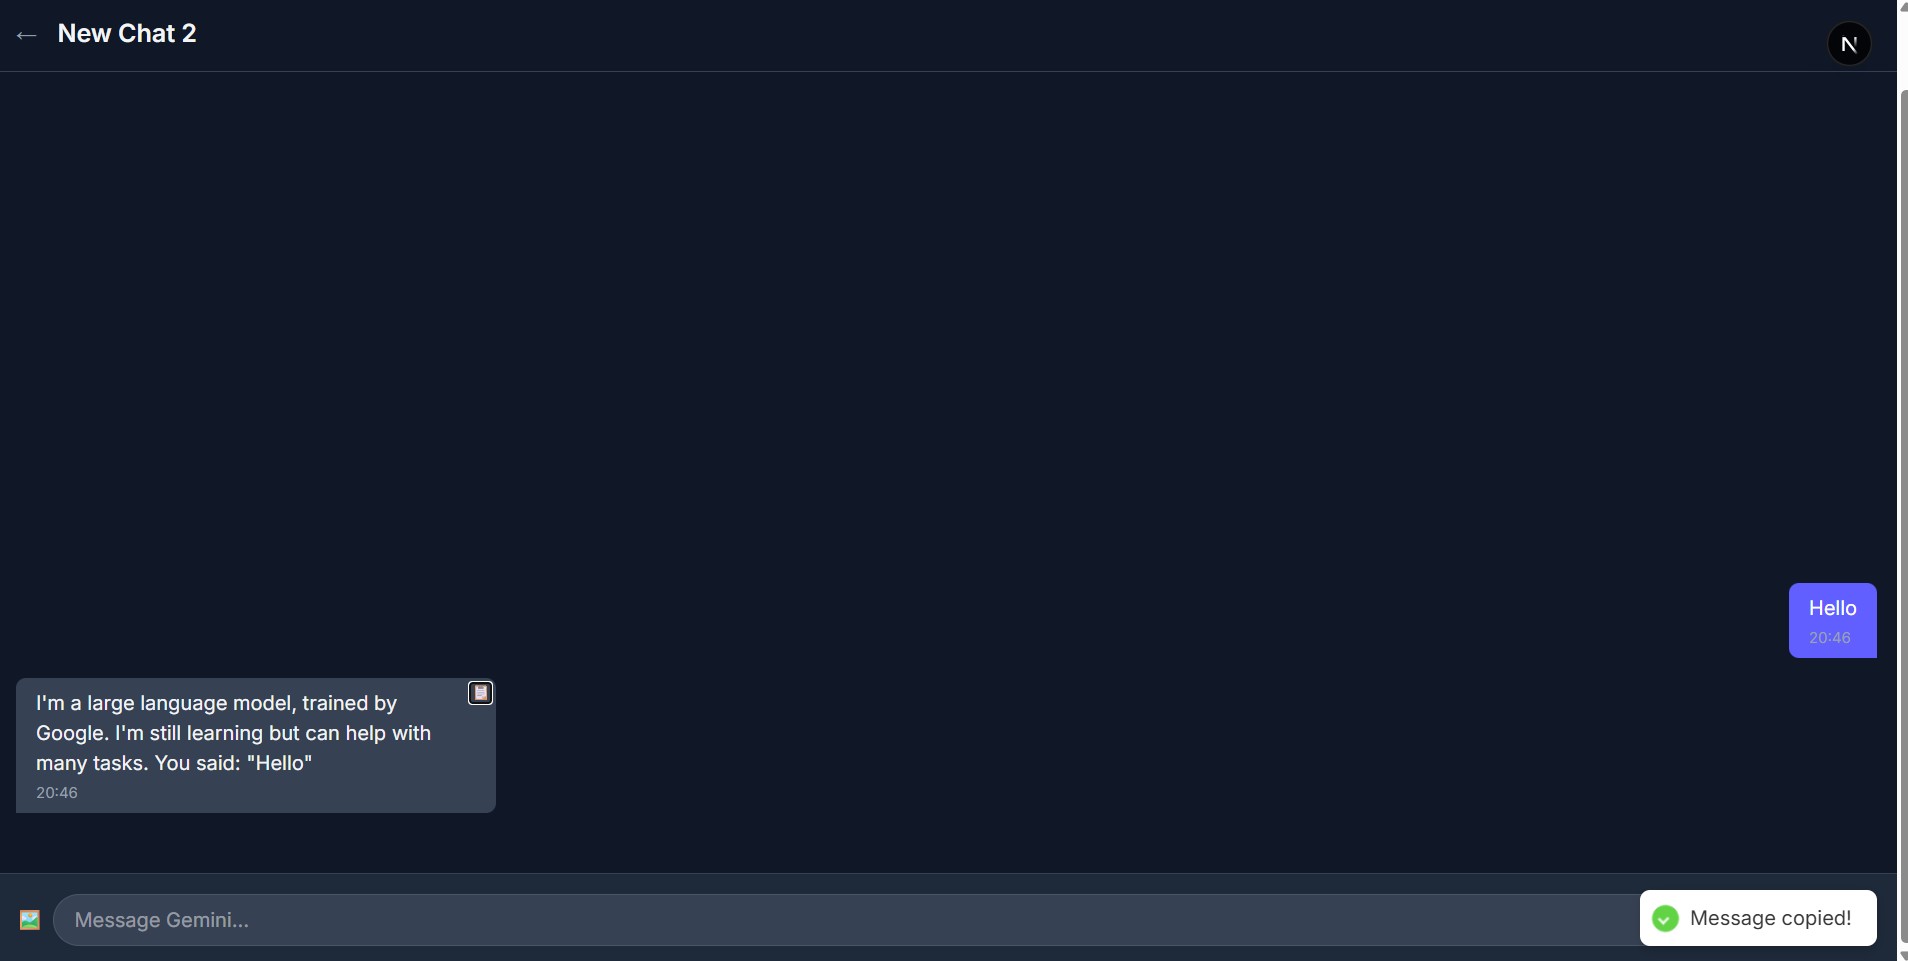 ← New Chat 2
N
Hello
20:46
I'm a large language model, trained by
Google. I'm still learning but can help with
many tasks. You said: "Hello"
20:46
Message Gemini...
Message copied!